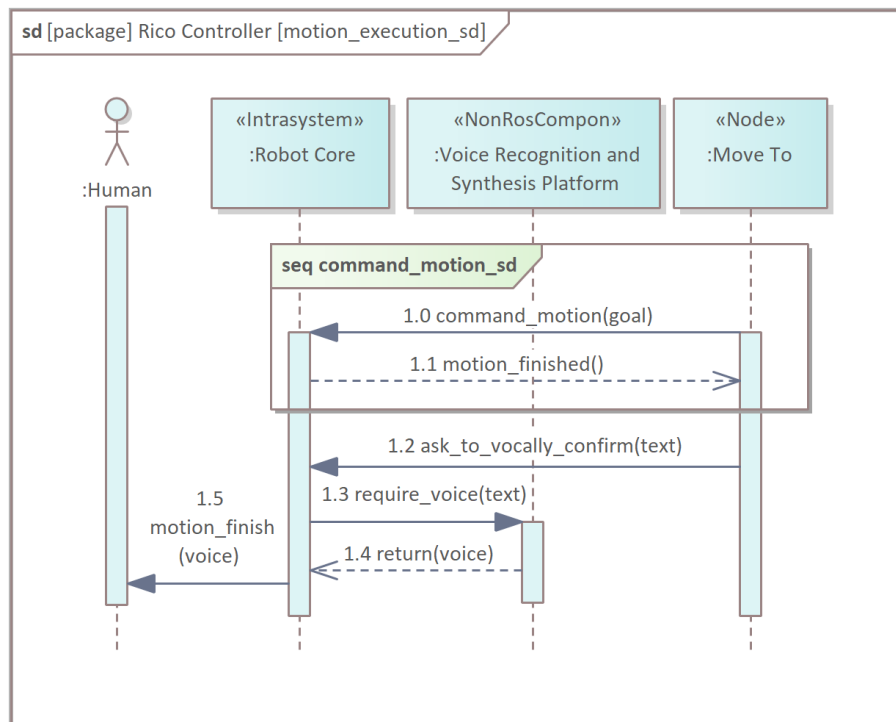 sd [package] Rico Controller [motion_execution_sd]
:Human
«Intrasystem»
:Robot Core
«NonRosCompon»
:Voice Recognition and
Synthesis Platform
«Node»
:Move To
seq command_motion_sd
1.0 command_motion(goal)
1.1 motion_finished()
1.2 ask_to_vocally_confirm(text)
1.3 require_voice(text)
1.4 return(voice)
1.5
motion_finish
(voice)